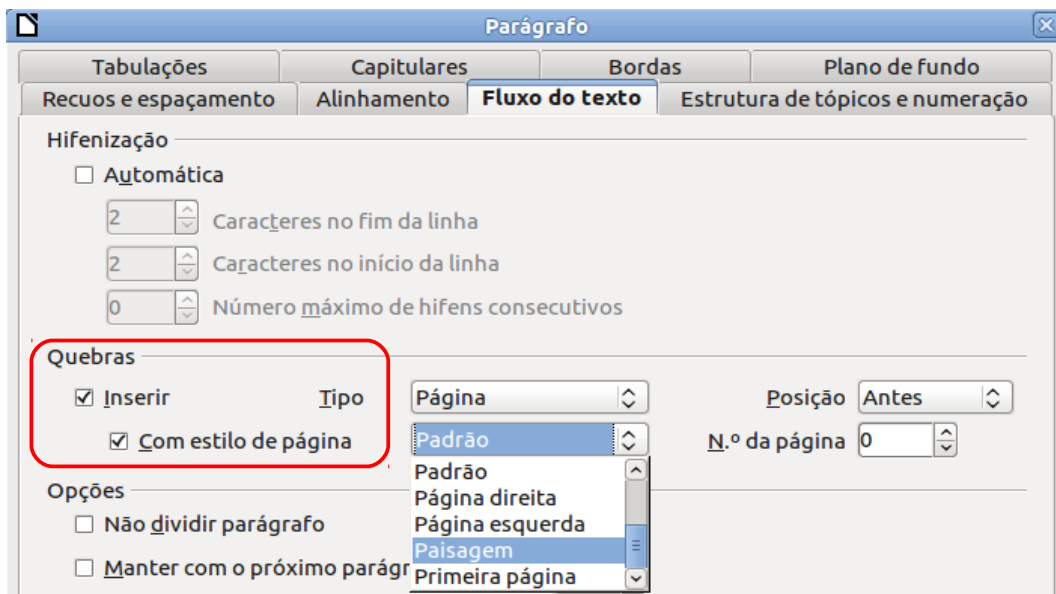 Parágrafo
Tabulações Capitulares Bordas Plano de fundo
Recuos e espaçamento Alinhamento Fluxo do texto Estrutura de tópicos e numeração
Hifenização
Automática
2 Caracteres no fim da linha
2 Caracteres no início da linha
0 Número máximo de hifens consecutivos
Quebras
Inserir Tipo Página Posição Antes
Com estilo de página Padrão N.º da página 0
Padrão
Página direita
Opções
Não dividir parágrafo Página esquerda
Paisagem
Manter com o próximo parágr Primeira página